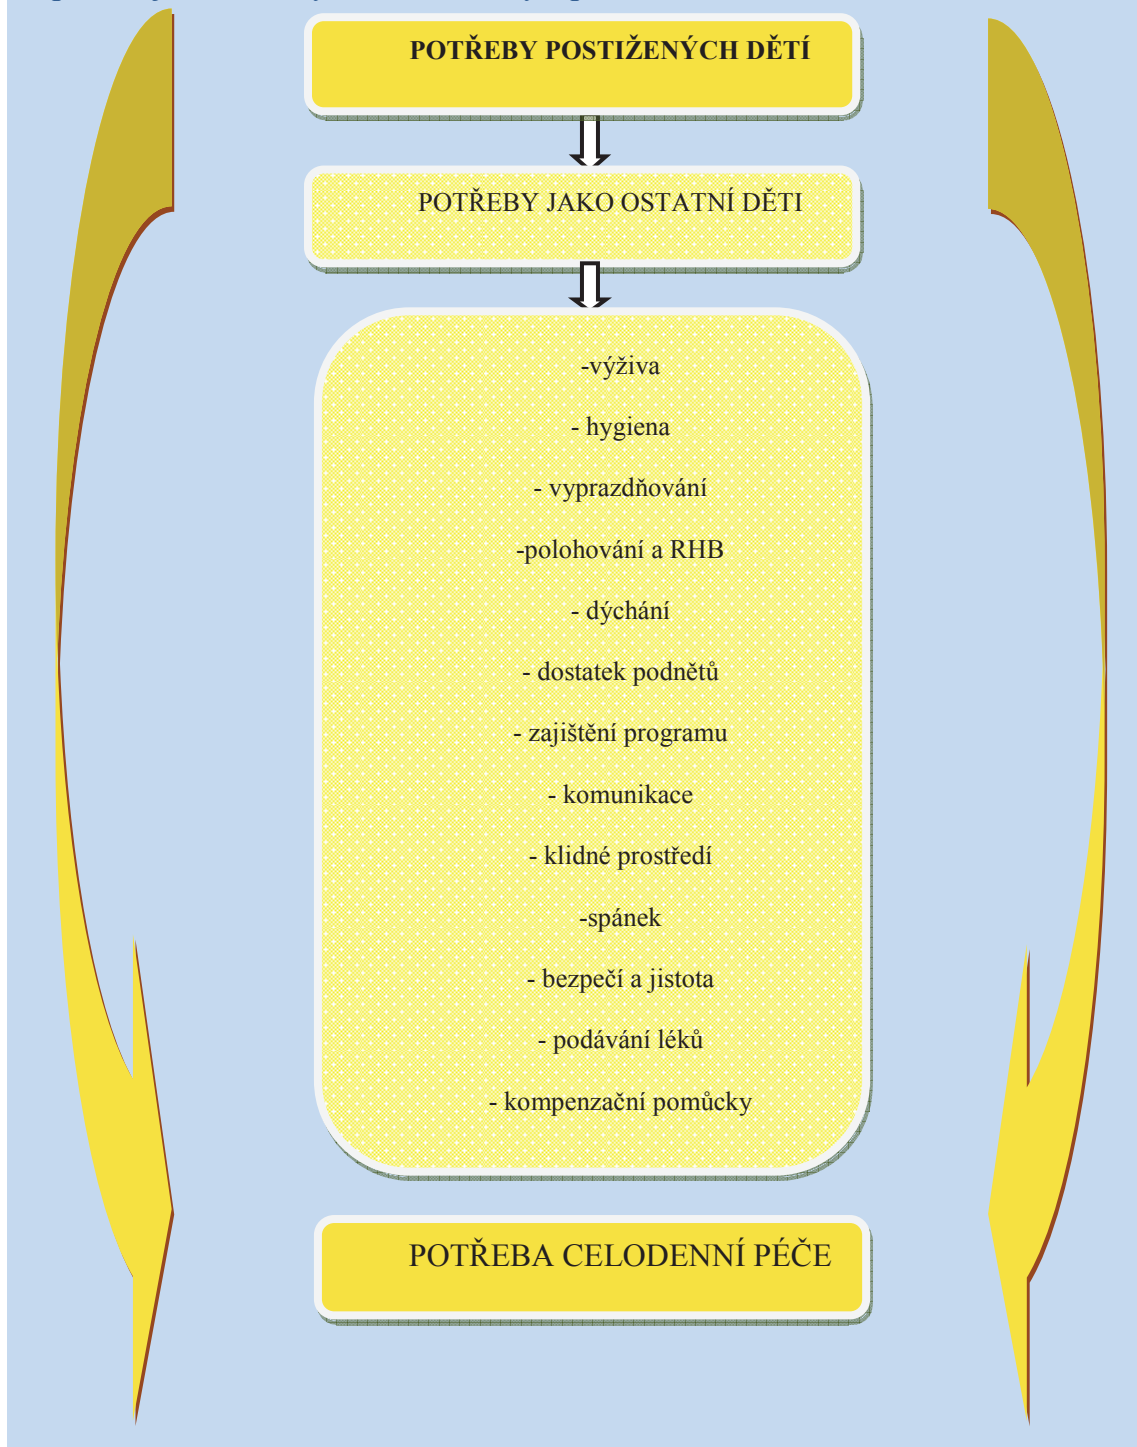 POTŘEBY POSTIŽENÝCH DĚTÍ
POTŘEBY JAKO OSTATNÍ DĚTI
-výživa
- hygiena
- vyprazdňování
-polohování a RHB
- dýchání
- dostatek podnětů
- zajištění programu
- komunikace
- klidné prostředí
-spánek
- bezpečí a jistota
- podávání léků
- kompenzační pomůcky
POTŘEBA CELODENNÍ PÉČE